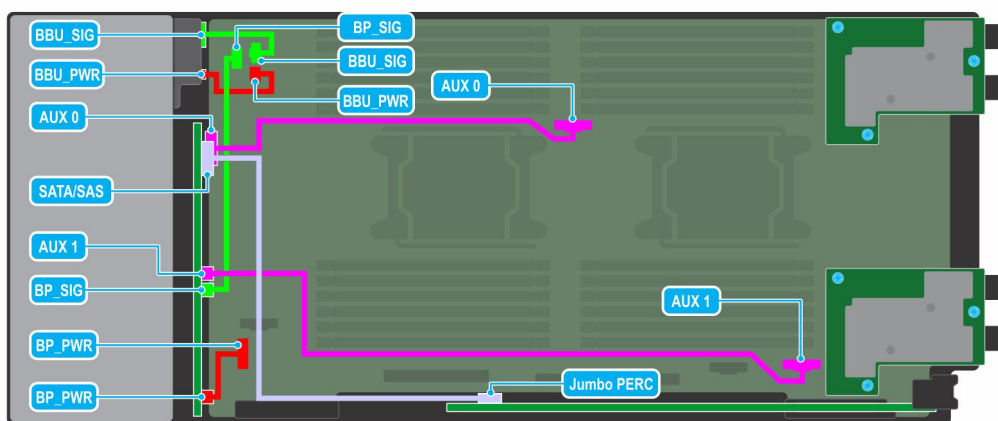 BBU_SIG
BP_SIG
BBU_SIG
BBU_PWR
AUX 0
BBU_PWR
AUX 0
SATA/SAS
AUX 1
BP_SIG
AUX 1
BP_PWR
Jumbo PERC
BP_PWR